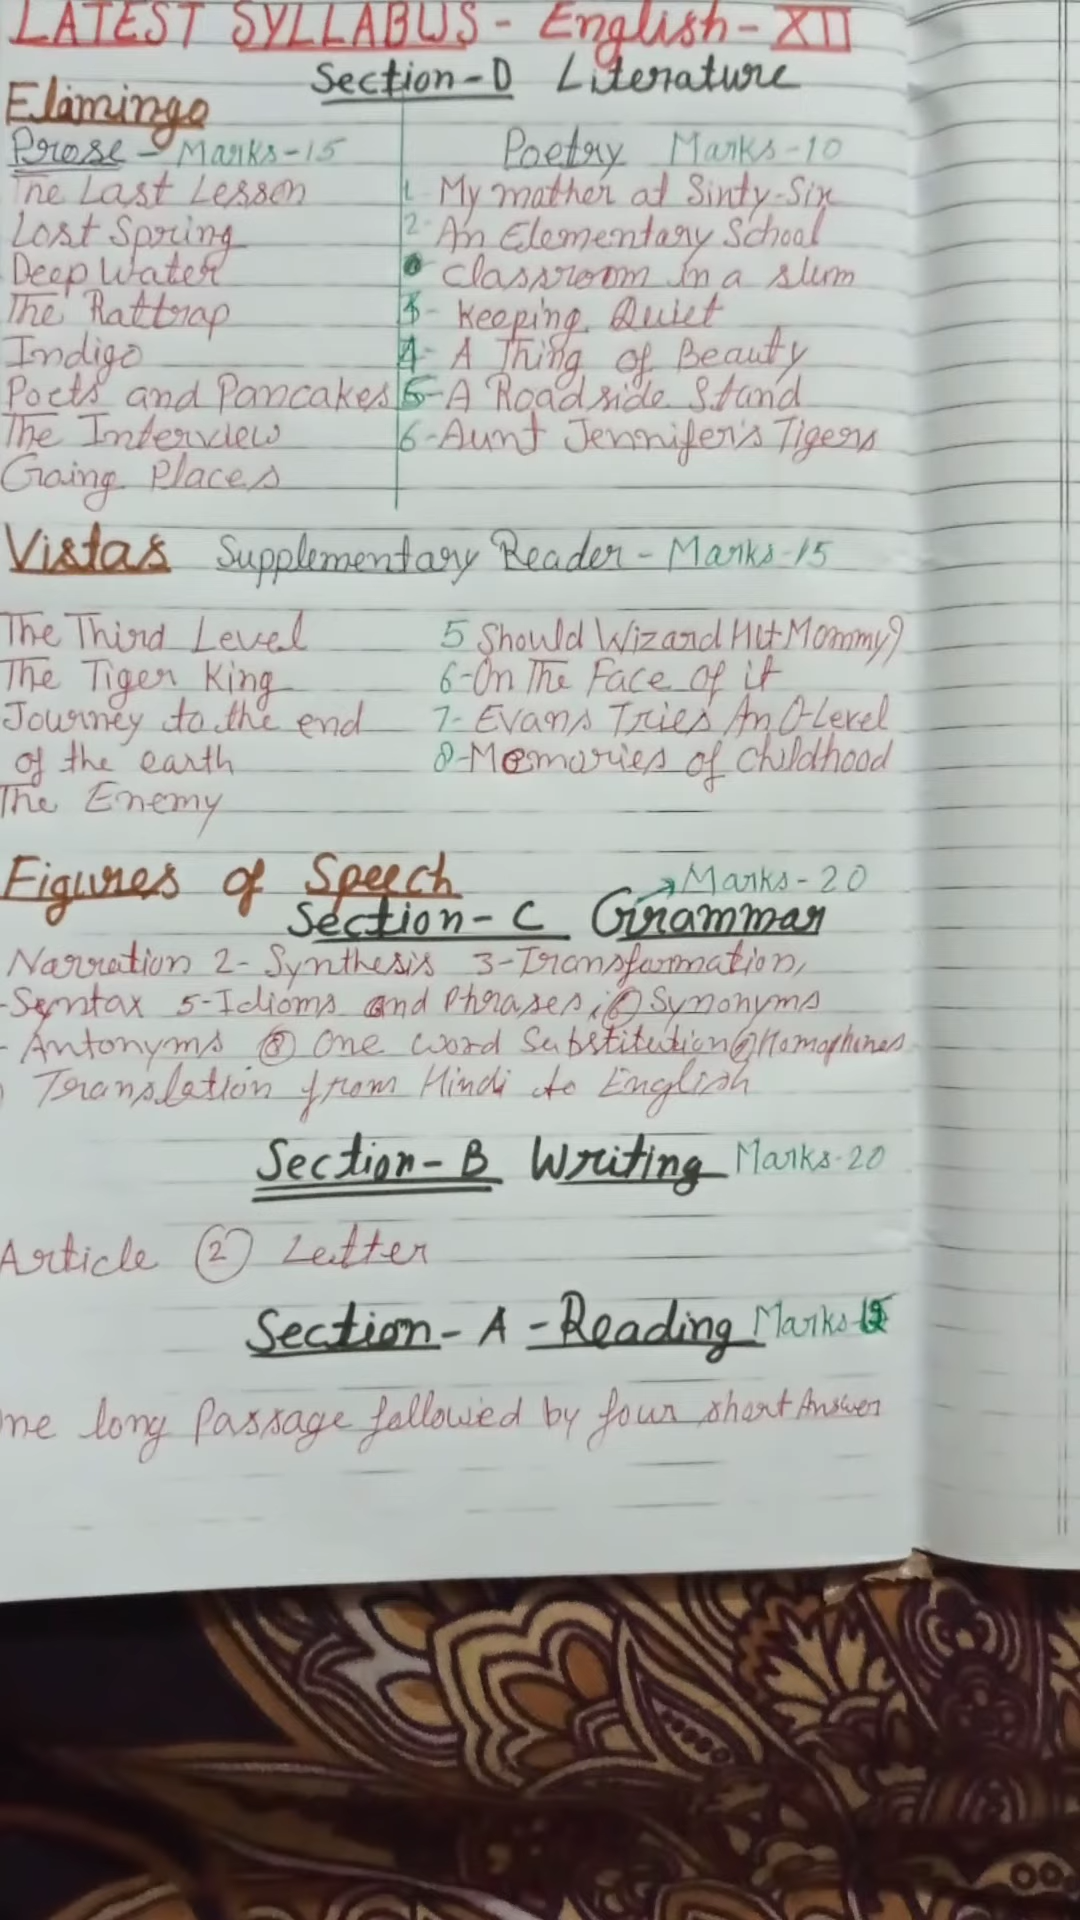 LATEST SYLLABUS - English - XII
Section-D Literature
Flamingo
Prose - Marks-15
The Last Lesson
Lost Spring
Deep Water
The Rattrap
Indigo
Poets and Pancakes
The Interview
Going Places
Poetry Marks-10
1- My mother at Sixty-Six
2- An Elementary School
Classroom in a slum
3- Keeping Quiet
4- A Thing of Beauty
5-A Roadside Stand
6-Aunt Jennifer's Tigers
Vistas Supplementary Reader - Marks-15
The Third Level
The Tiger King
Journey to the end
of the earth
The Enemy
5 Should Wizard Hit Mommy?
6-On The Face of it
7- Evans Tries An O-Level
8-Memories of Childhood
Figures of Speech
Marks-20
Section-C Grammar
Narration 2- Synthesis 3-Transformation,
-Syntax 5-Idioms and Phrases, 6 Synonyms
- Antonyms 8 One word Substitution 9 Homophones
Translation from Hindi to English
Section-B Writing Marks-20
Article 2 Letter
Section-A -Reading Marks-
long Passage followed by four short Answer